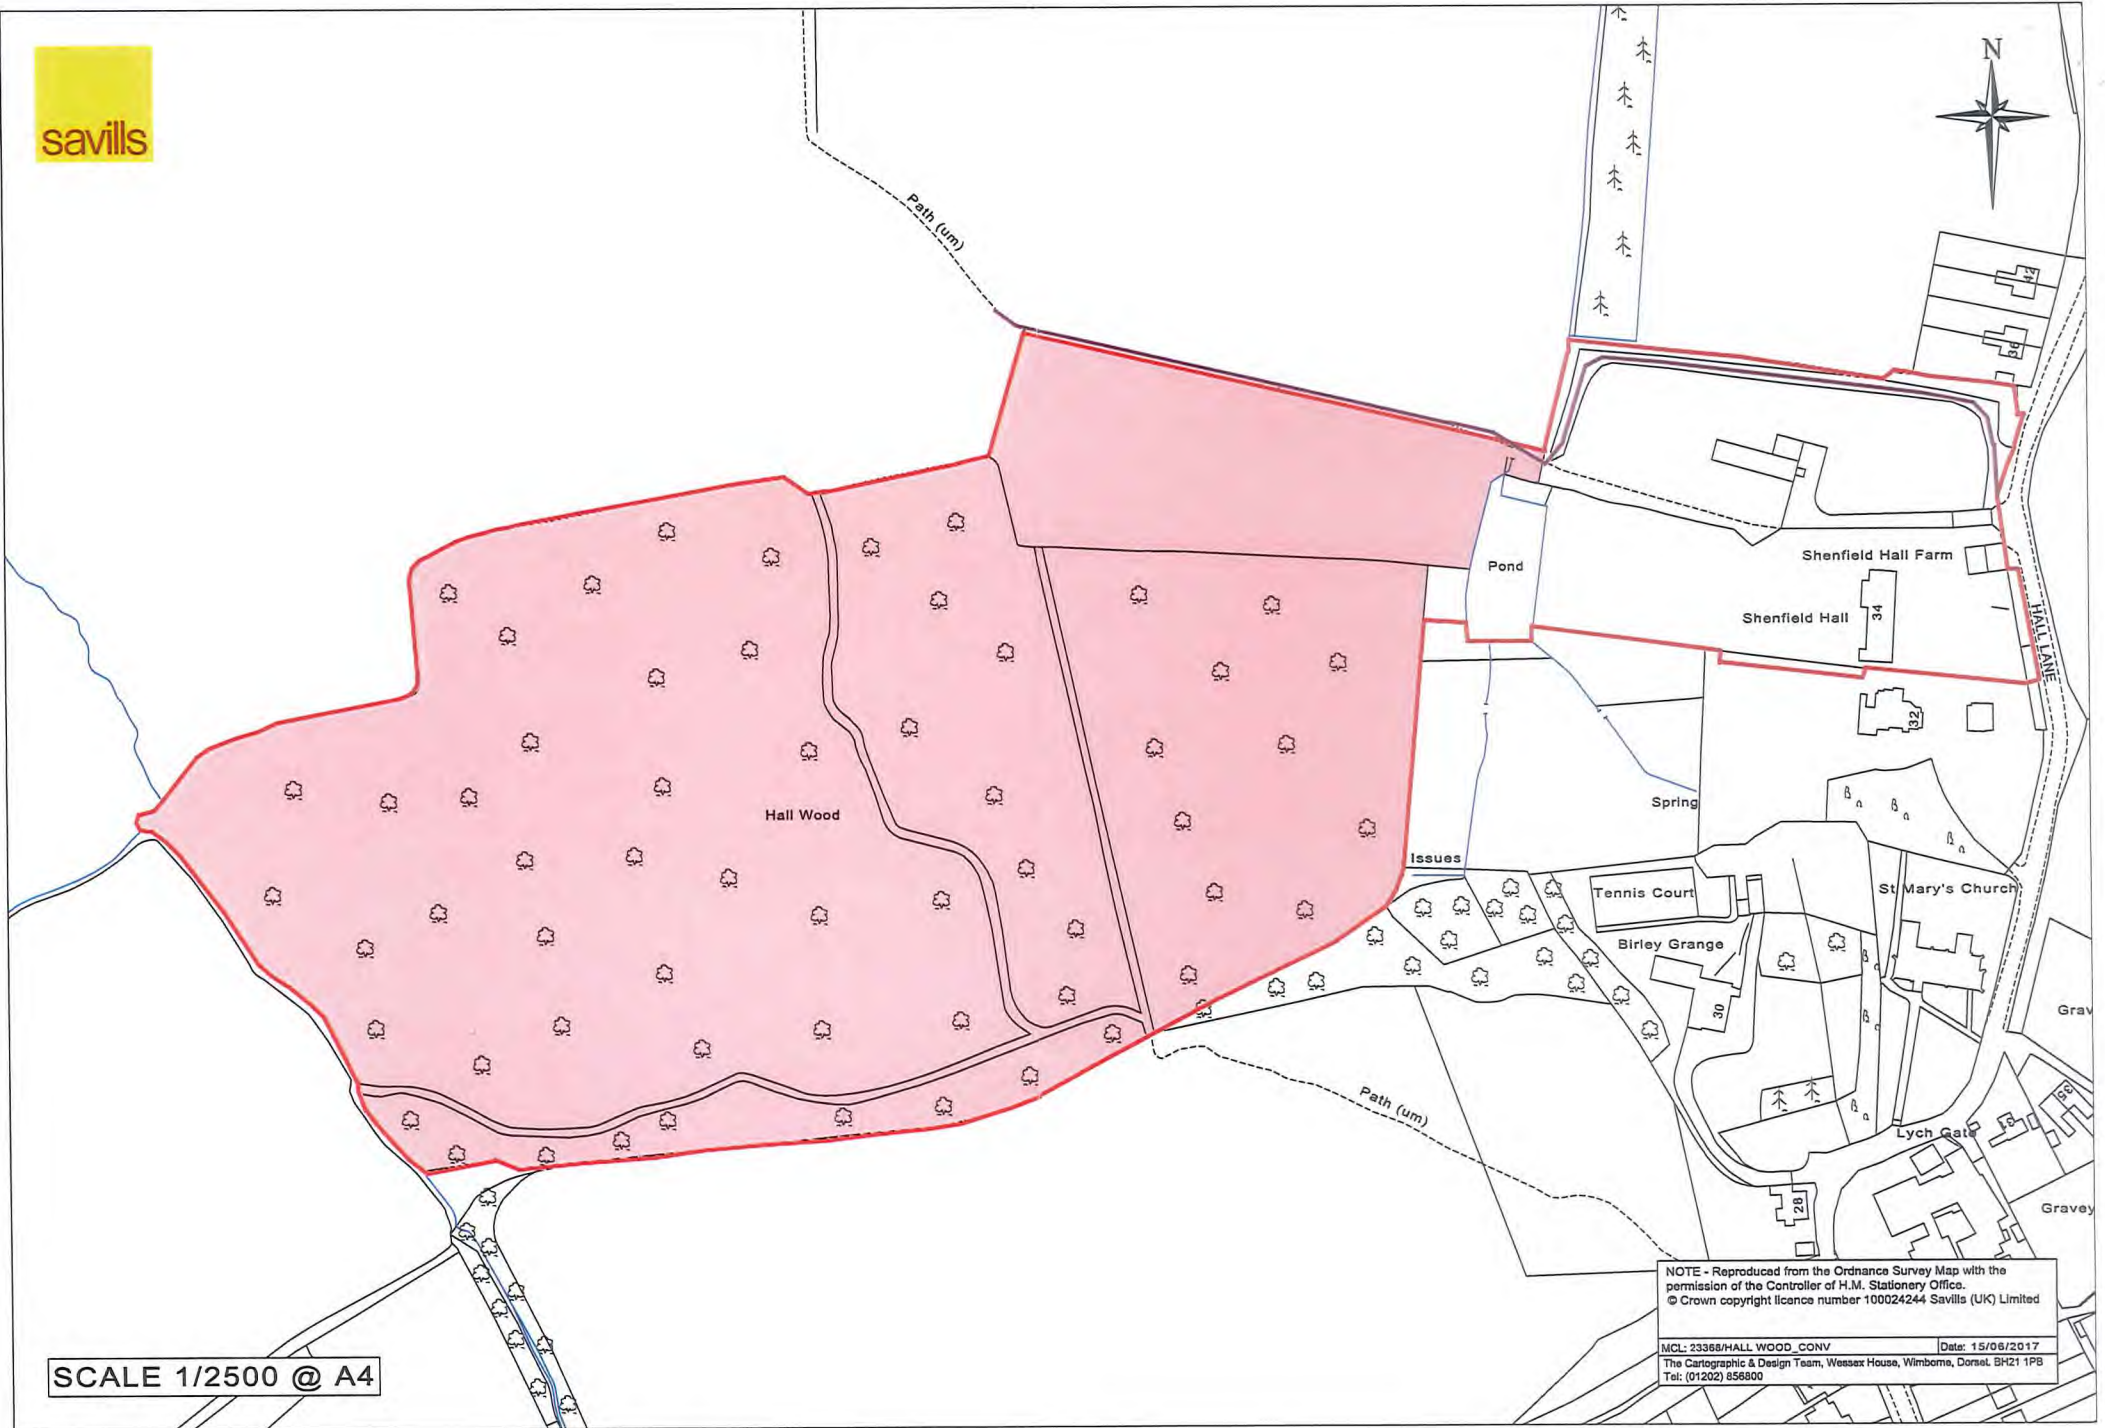 savills
N
Path (um)
42
36
Pond
Shenfield Hall Farm
Shenfield Hall
34
HALL LANE
32
Hall Wood
Spring
Issues
Tennis Court
St Mary's Church
Birley Grange
30
Grav
Path (um)
35
31
Lych Gate
28
Gravey
NOTE - Reproduced from the Ordnance Survey Map with the
permission of the Controller of H.M. Stationery Office.
© Crown copyright licence number 100024244 Savills (UK) Limited
MCL: 23368/HALL WOOD_CONV
Date: 15/06/2017
The Cartographic & Design Team, Wessex House, Wimborne, Dorset. BH21 1PB
Tel: (01202) 856800
SCALE 1/2500 @ A4